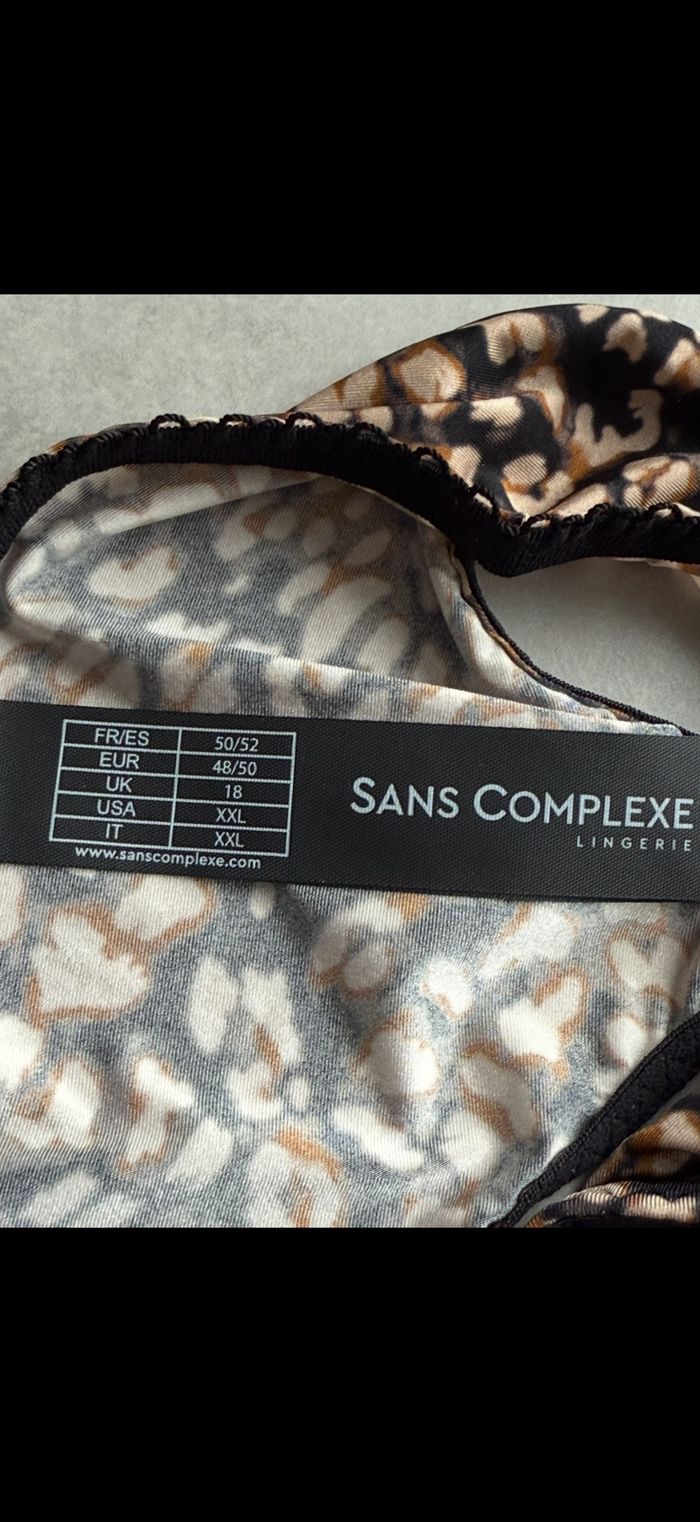 FR/ES 50/52
EUR 48/50
UK 18
USA XXL
IT XXL
www.sanscomplexe.com
SANS COMPLEXE
LINGERIE